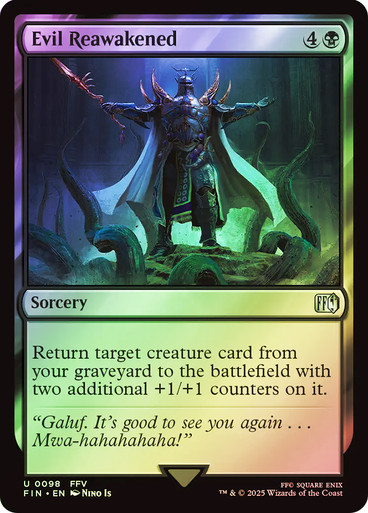 Evil Reawakened 4
Sorcery FFV
Return target creature card from
your graveyard to the battlefield with
two additional +1/+1 counters on it.
“Galuf. It’s good to see you again . . .
Mwa-hahahahaha!”
U 0098 FFV
FIN • EN Nino Is
FF© SQUARE ENIX
™ & © 2025 Wizards of the Coast